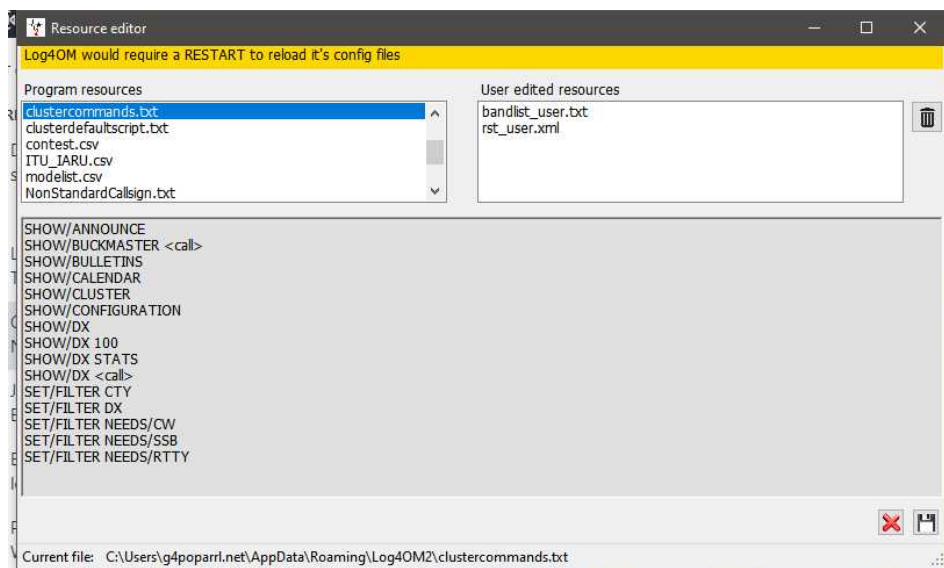 Resource editor
Log4OM would require a RESTART to reload it's config files
Program resources
User edited resources
clustercommands.txt
clusterdefaultscript.txt
contest.csv
ITU_IARU.csv
modelist.csv
NonStandardCallsign.txt
bandlist_user.txt
rst_user.xml
SHOW/ANNOUNCE
SHOW/BUCKMASTER <call>
SHOW/BULLETINS
SHOW/CALENDAR
SHOW/CLUSTER
SHOW/CONFIGURATION
SHOW/DX
SHOW/DX 100
SHOW/DX STATS
SHOW/DX <call>
SET/FILTER CTY
SET/FILTER DX
SET/FILTER NEEDS/CW
SET/FILTER NEEDS/SSB
SET/FILTER NEEDS/RTTY
Current file: C:\Users\g4poparrl.net\AppData\Roaming\Log4OM2\clustercommands.txt